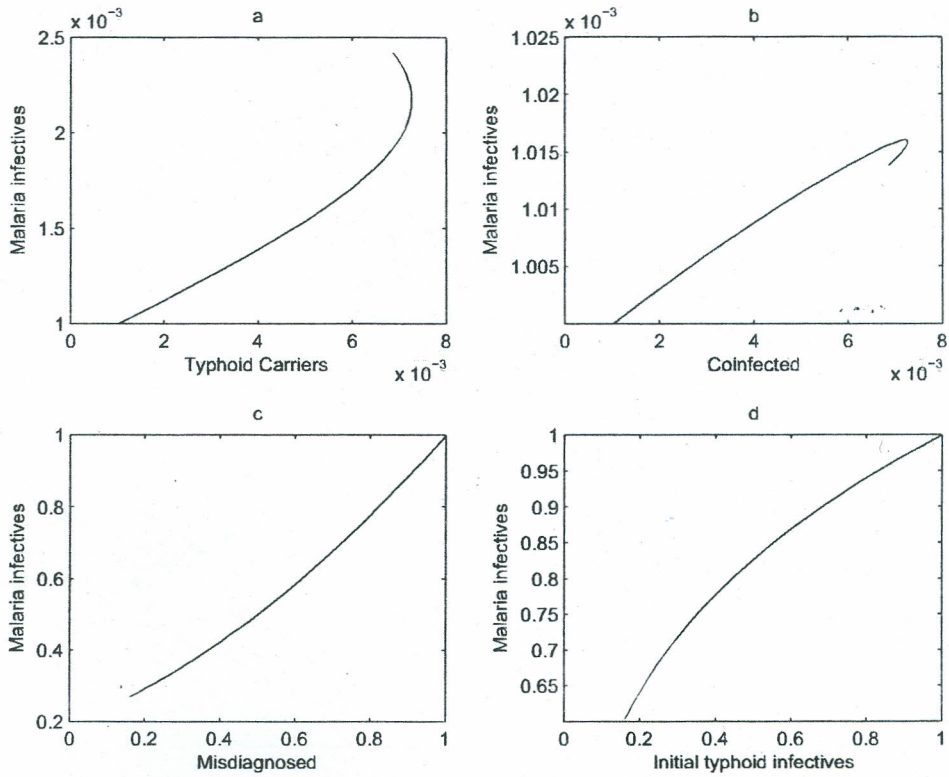 a
x 10⁻³
2.5
2
1.5
1
Malaria infectives
0 2 4 6 8
Typhoid Carriers
x 10⁻³
b
x 10⁻³
1.025
1.02
1.015
1.01
1.005
Malaria infectives
0 2 4 6 8
Coinfected
x 10⁻³
c
1
0.8
0.6
0.4
0.2
Malaria infectives
0 0.2 0.4 0.6 0.8 1
Misdiagnosed
d
1
0.95
0.9
0.85
0.8
0.75
0.7
0.65
Malaria infectives
0 0.2 0.4 0.6 0.8 1
Initial typhoid infectives